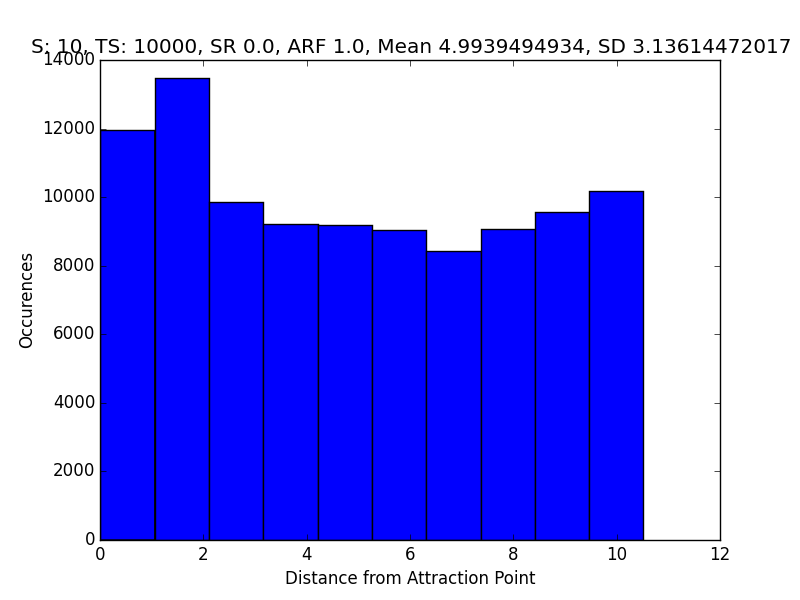 S: 10, TS: 10000, SR 0.0, ARF 1.0, Mean 4.9939494934, SD 3.13614472017
14000
12000
10000
8000
6000
4000
2000
0
Occurences
0 2 4 6 8 10 12
Distance from Attraction Point